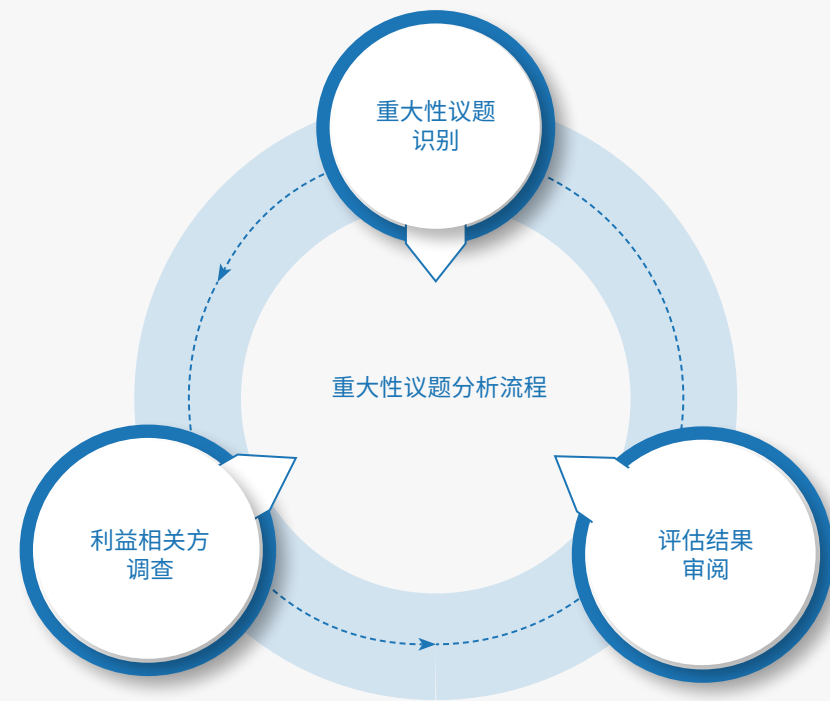 重大性议题
识别
重大性议题分析流程
利益相关方
调查
评估结果
审阅